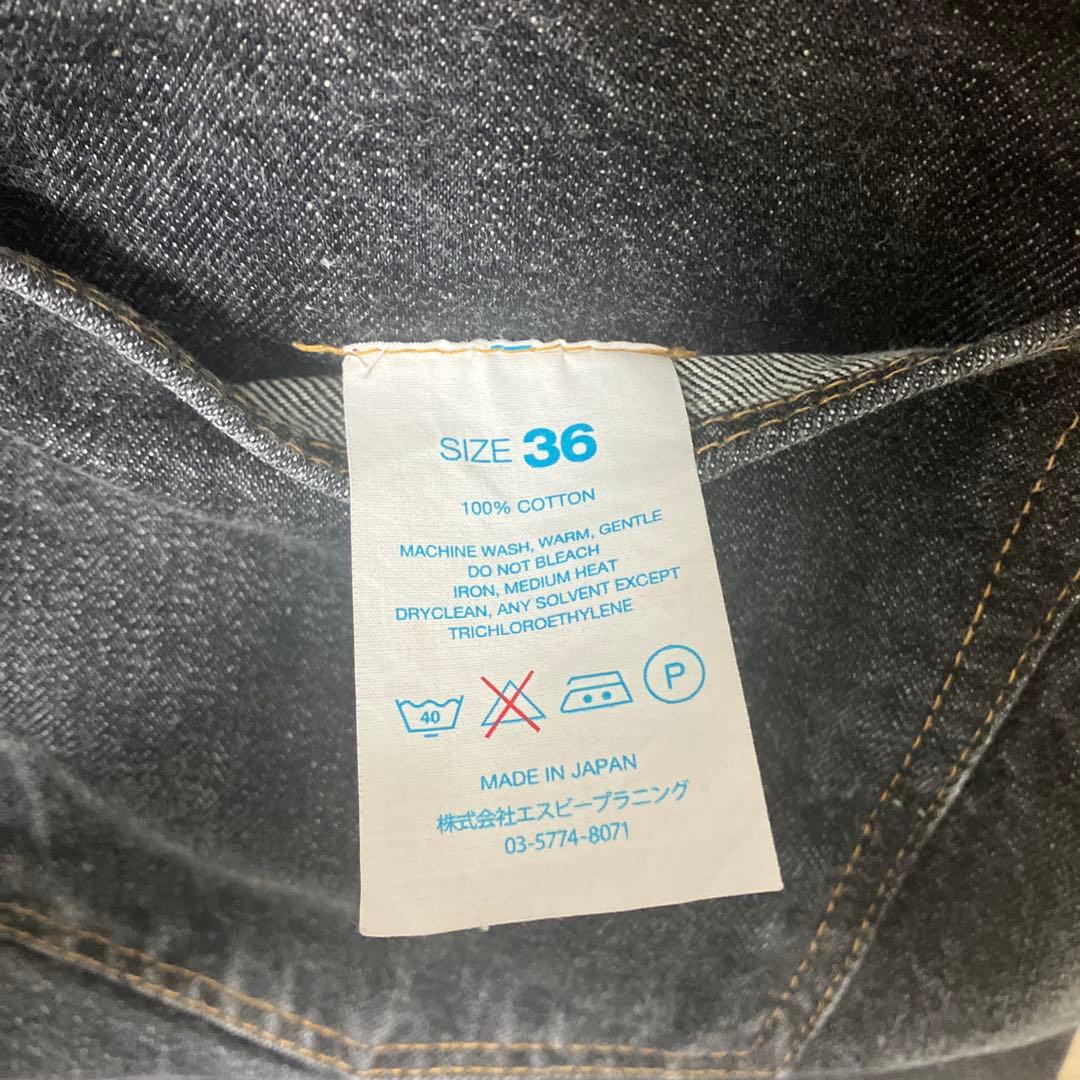 SIZE 36
100% COTTON
MACHINE WASH, WARM, GENTLE
DO NOT BLEACH
IRON, MEDIUM HEAT
DRYCLEAN, ANY SOLVENT EXCEPT
TRICHLOROETHYLENE
40
P
MADE IN JAPAN
株式会社エスビープラニング
03-5774-8071